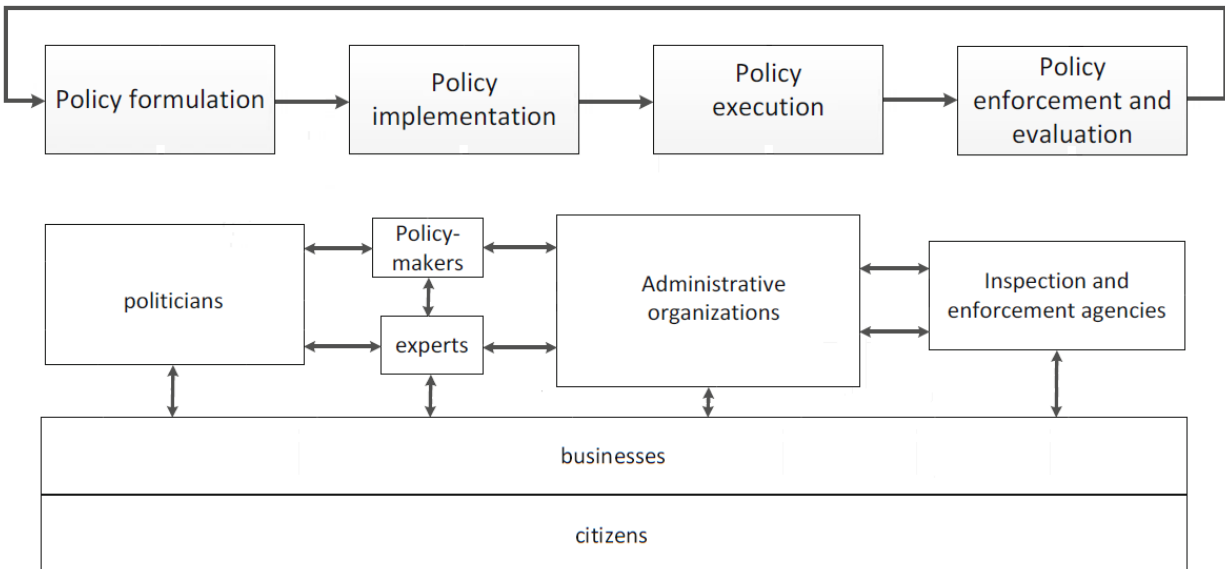 Policy formulation
Policy
implementation
Policy
execution
Policy
enforcement and
evaluation
politicians
Policy-
makers
experts
Administrative
organizations
Inspection and
enforcement agencies
businesses
citizens